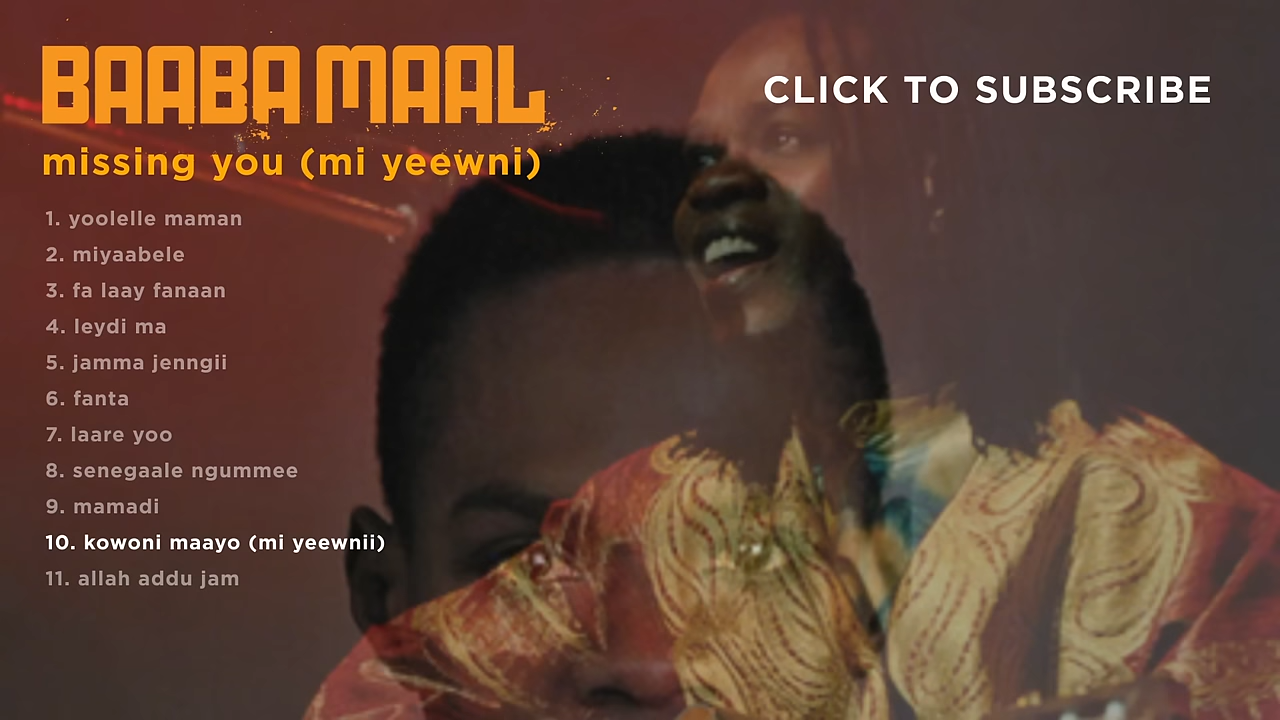 BAABA MAAL
missing you (mi yeewni)
CLICK TO SUBSCRIBE
1. yoolelle maman
2. miyaabele
3. fa laay fanaan
4. leydi ma
5. jamma jenngii
6. fanta
7. laare yoo
8. senegaale ngummee
9. mamadi
10. kowoni maayo (mi yeewnii)
11. allah addu jam